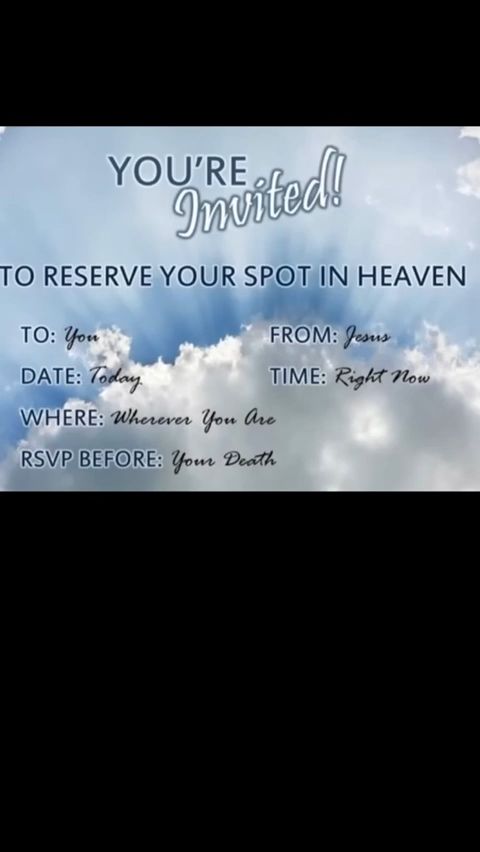 YOU'RE
Invited!
TO RESERVE YOUR SPOT IN HEAVEN
TO: You FROM: Jesus
DATE: Today TIME: Right Now
WHERE: Wherever You Are
RSVP BEFORE: Your Death